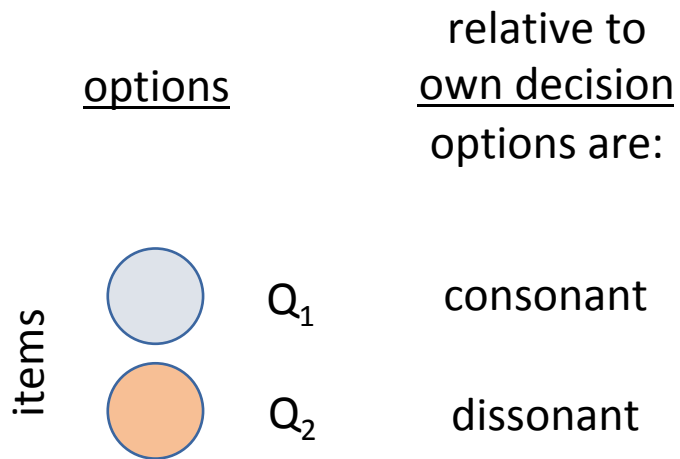 options
relative to
own decision
options are:
items
Q₁ consonant
Q₂ dissonant